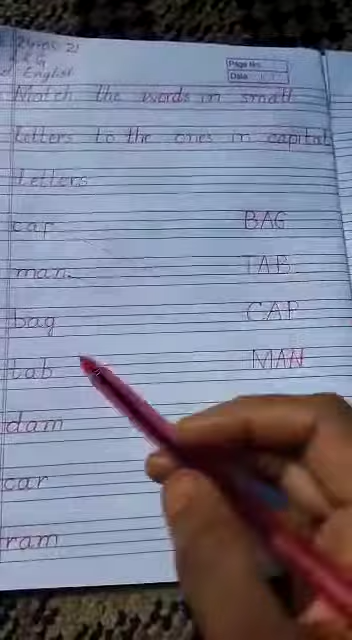 English
Page No.
Date
Match the words in small
letters to the ones in capital
letters
cap BAG
man TAB
bag CAP
tab MAN
dam
car
ram